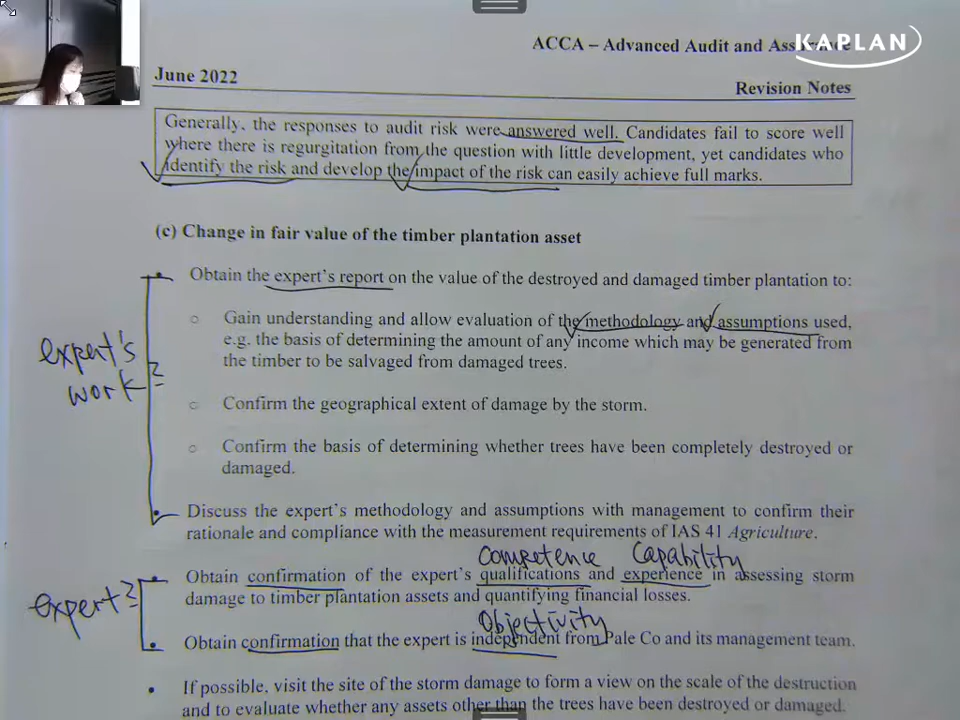 ACCA – Advanced Audit and Ass
KAPLAN
June 2022
Revision Notes
Generally, the responses to audit risk were answered well. Candidates fail to score well
where there is regurgitation from the question with little development, yet candidates who
identify the risk and develop the impact of the risk can easily achieve full marks.
(c) Change in fair value of the timber plantation asset
Obtain the expert's report on the value of the destroyed and damaged timber plantation to:
Gain understanding and allow evaluation of the methodology and assumptions used,
e.g. the basis of determining the amount of any income which may be generated from
the timber to be salvaged from damaged trees.
expert's
work?
Confirm the geographical extent of damage by the storm.
Confirm the basis of determining whether trees have been completely destroyed or
damaged.
Discuss the expert's methodology and assumptions with management to confirm their
rationale and compliance with the measurement requirements of IAS 41 Agriculture.
Competence Capability
Obtain confirmation of the expert's qualifications and experience in assessing storm
damage to timber plantation assets and quantifying financial losses.
expert?
Objectivity
Obtain confirmation that the expert is independent from Pale Co and its management team.
• If possible, visit the site of the storm damage to form a view on the scale of the destruction
and to evaluate whether any assets other than the trees have been destroyed or damaged.